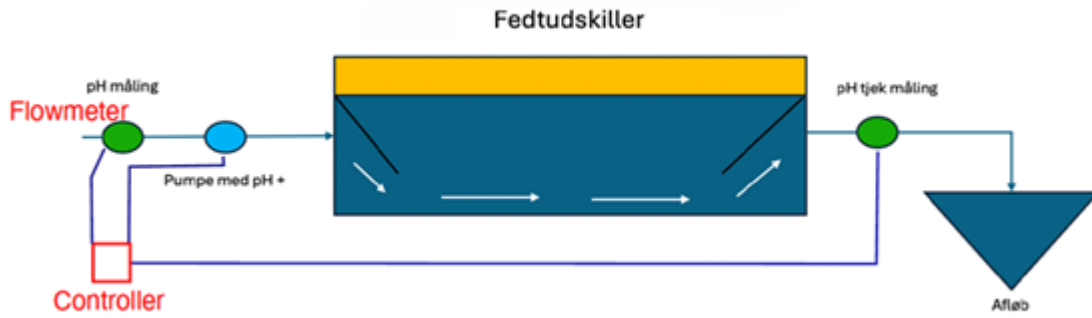 Fedtudskiller
pH måling
Flowmeter
pH tjek måling
Pumpe med pH +
Controller
Afløb